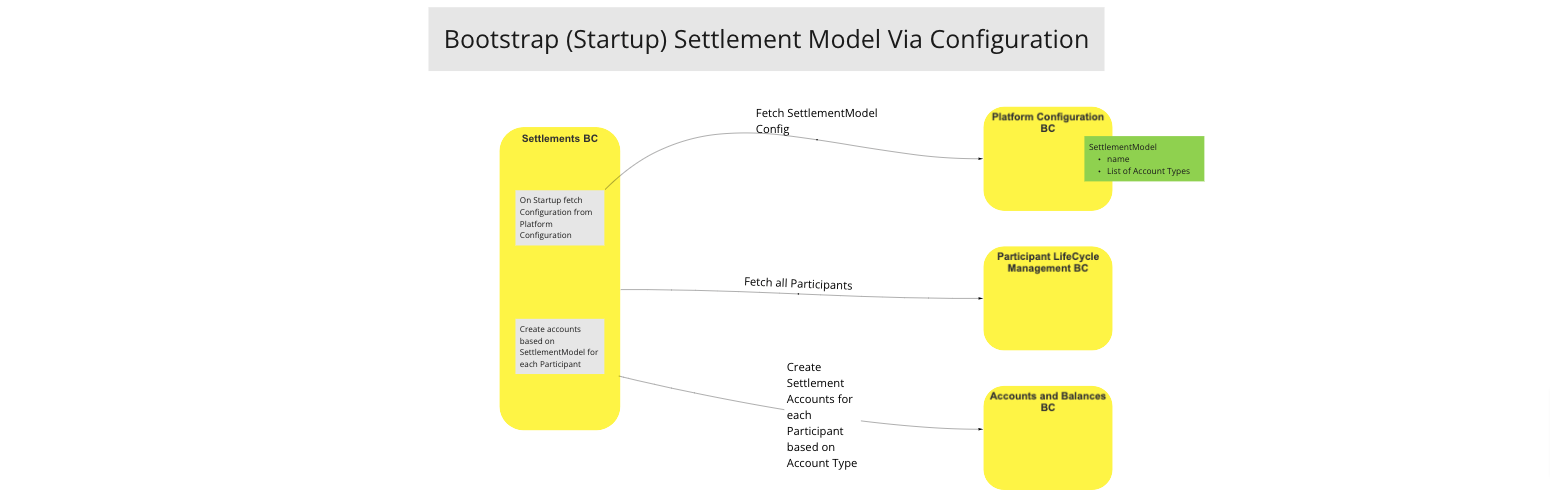 Bootstrap (Startup) Settlement Model Via Configuration
Settlements BC
On Startup fetch
Configuration from
Platform
Configuration
Create accounts
based on
SettlementModel for
each Participant
Fetch SettlementModel
Config
Fetch all Participants
Create
Settlement
Accounts for
each
Participant
based on
Account Type
Platform Configuration
BC
SettlementModel
• name
• List of Account Types
Participant LifeCycle
Management BC
Accounts and Balances
BC